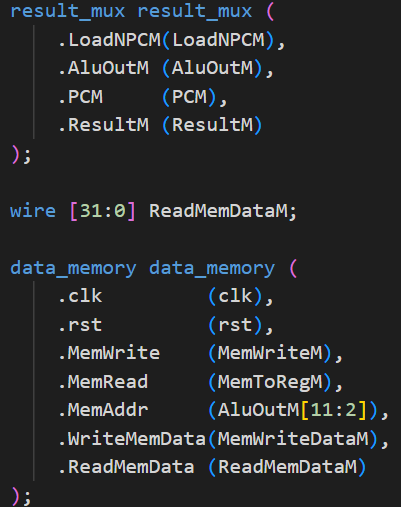 result_mux result_mux (
    .LoadNPCM(LoadNPCM),
    .AluOutM (AluOutM),
    .PCM     (PCM),
    .ResultM (ResultM)
);

wire [31:0] ReadMemDataM;

data_memory data_memory (
    .clk         (clk),
    .rst         (rst),
    .MemWrite    (MemWriteM),
    .MemRead     (MemToRegM),
    .MemAddr     (AluOutM[11:2]),
    .WriteMemData(MemWriteDataM),
    .ReadMemData (ReadMemDataM)
);